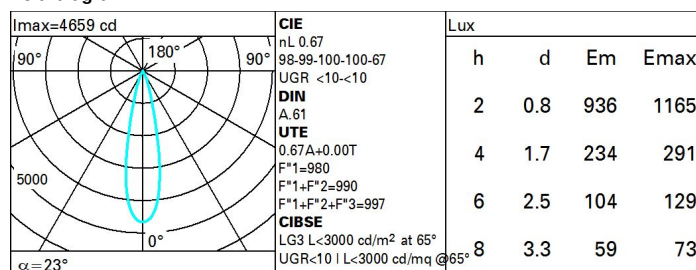 Imax=4659 cd
90° 180° 90°
5000
0°
α=23°
CIE
nL 0.67
98-99-100-100-67
UGR <10-<10
DIN
A.61
UTE
0.67A+0.00T
F"1=980
F"1+F"2=990
F"1+F"2+F"3=997
CIBSE
LG3 L<3000 cd/m² at 65°
UGR<10 | L<3000 cd/mq @65°
Lux
h d Em Emax
2 0.8 936 1165
4 1.7 234 291
6 2.5 104 129
8 3.3 59 73